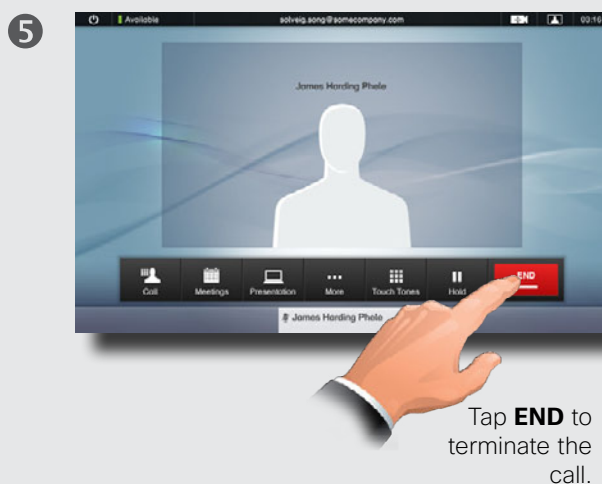 5
Available solveig.song@somecompany.com 00:16
James Harding Phele
Call Meetings Presentation More Touch Tones Hold END
James Harding Phele
Tap END to
terminate the
call.